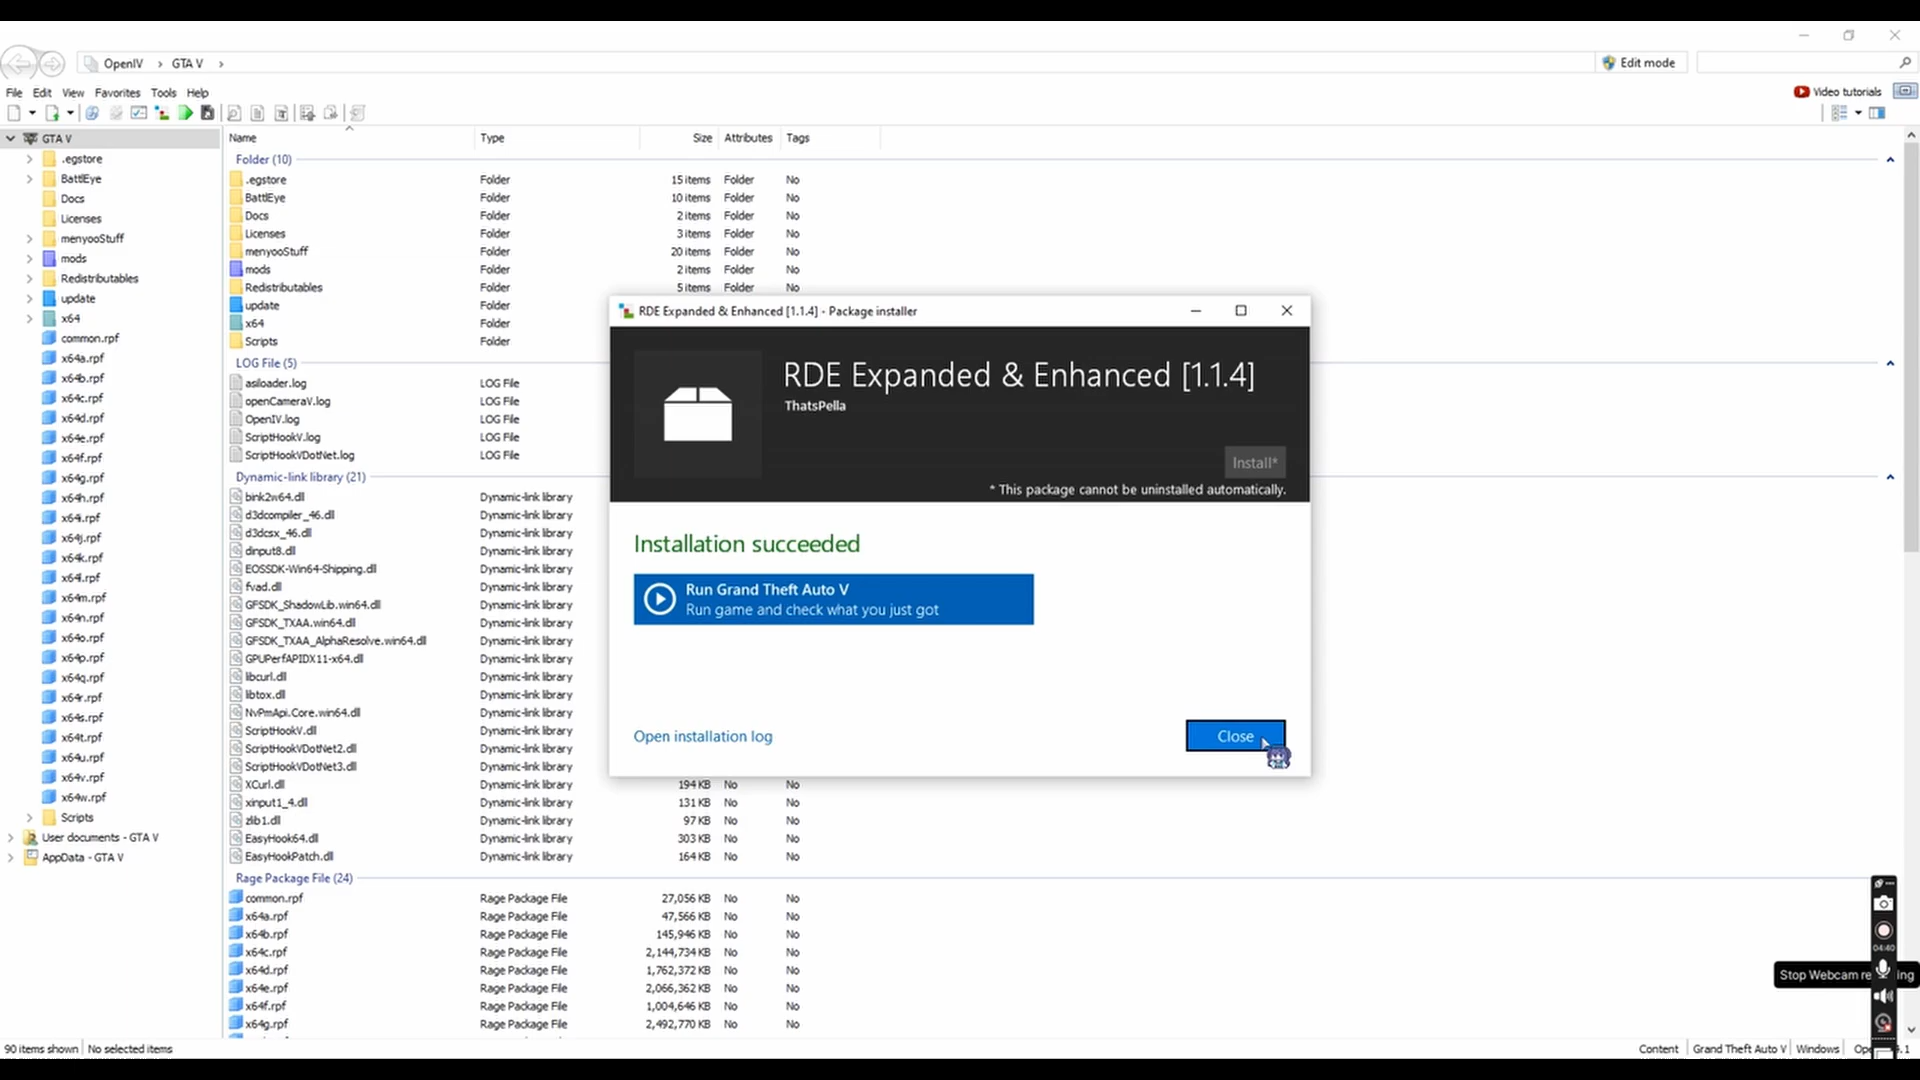 OpenIV › GTA V ›
Edit mode
File Edit View Favorites Tools Help
Video tutorials
GTA V
.egstore
BattlEye
Docs
Licenses
menyooStuff
mods
Redistributables
update
x64
common.rpf
x64a.rpf
x64b.rpf
x64c.rpf
x64d.rpf
x64e.rpf
x64f.rpf
x64g.rpf
x64h.rpf
x64i.rpf
x64j.rpf
x64k.rpf
x64l.rpf
x64m.rpf
x64n.rpf
x64o.rpf
x64p.rpf
x64q.rpf
x64r.rpf
x64s.rpf
x64t.rpf
x64u.rpf
x64v.rpf
x64w.rpf
Scripts
User documents - GTA V
AppData - GTA V
Name Type Size Attributes Tags
Folder (10)
.egstore Folder 15 items Folder No
BattlEye Folder 10 items Folder No
Docs Folder 2 items Folder No
Licenses Folder 3 items Folder No
menyooStuff Folder 20 items Folder No
mods Folder 2 items Folder No
Redistributables Folder 5 items Folder No
update Folder
x64 Folder
Scripts Folder
LOG File (5)
asiloader.log LOG File
openCameraV.log LOG File
OpenIV.log LOG File
ScriptHookV.log LOG File
ScriptHookVDotNet.log LOG File
Dynamic-link library (21)
bink2w64.dll Dynamic-link library
d3dcompiler_46.dll Dynamic-link library
d3dcsx_46.dll Dynamic-link library
dinput8.dll Dynamic-link library
EOSSDK-Win64-Shipping.dll Dynamic-link library
fvad.dll Dynamic-link library
GFSDK_ShadowLib.win64.dll Dynamic-link library
GFSDK_TXAA.win64.dll Dynamic-link library
GFSDK_TXAA_AlphaResolve.win64.dll Dynamic-link library
GPUPerfAPIDX11-x64.dll Dynamic-link library
libcurl.dll Dynamic-link library
libtox.dll Dynamic-link library
NvPmApi.Core.win64.dll Dynamic-link library
ScriptHookV.dll Dynamic-link library
ScriptHookVDotNet2.dll Dynamic-link library
ScriptHookVDotNet3.dll Dynamic-link library
XCurl.dll Dynamic-link library 194 KB No No
xinput1_4.dll Dynamic-link library 131 KB No No
zlib1.dll Dynamic-link library 97 KB No No
EasyHook64.dll Dynamic-link library 303 KB No No
EasyHookPatch.dll Dynamic-link library 164 KB No No
Rage Package File (24)
common.rpf Rage Package File 27,056 KB No No
x64a.rpf Rage Package File 47,566 KB No No
x64b.rpf Rage Package File 145,946 KB No No
x64c.rpf Rage Package File 2,144,734 KB No No
x64d.rpf Rage Package File 1,762,372 KB No No
x64e.rpf Rage Package File 2,066,362 KB No No
x64f.rpf Rage Package File 1,004,646 KB No No
x64g.rpf Rage Package File 2,492,770 KB No No
RDE Expanded & Enhanced [1.1.4] - Package installer
RDE Expanded & Enhanced [1.1.4]
ThatsPella
Install*
* This package cannot be uninstalled automatically.
Installation succeeded
Run Grand Theft Auto V
Run game and check what you just got
Open installation log
Close
04:40
Stop Webcam re ng
90 items shown No selected items
Content Grand Theft Auto V Windows